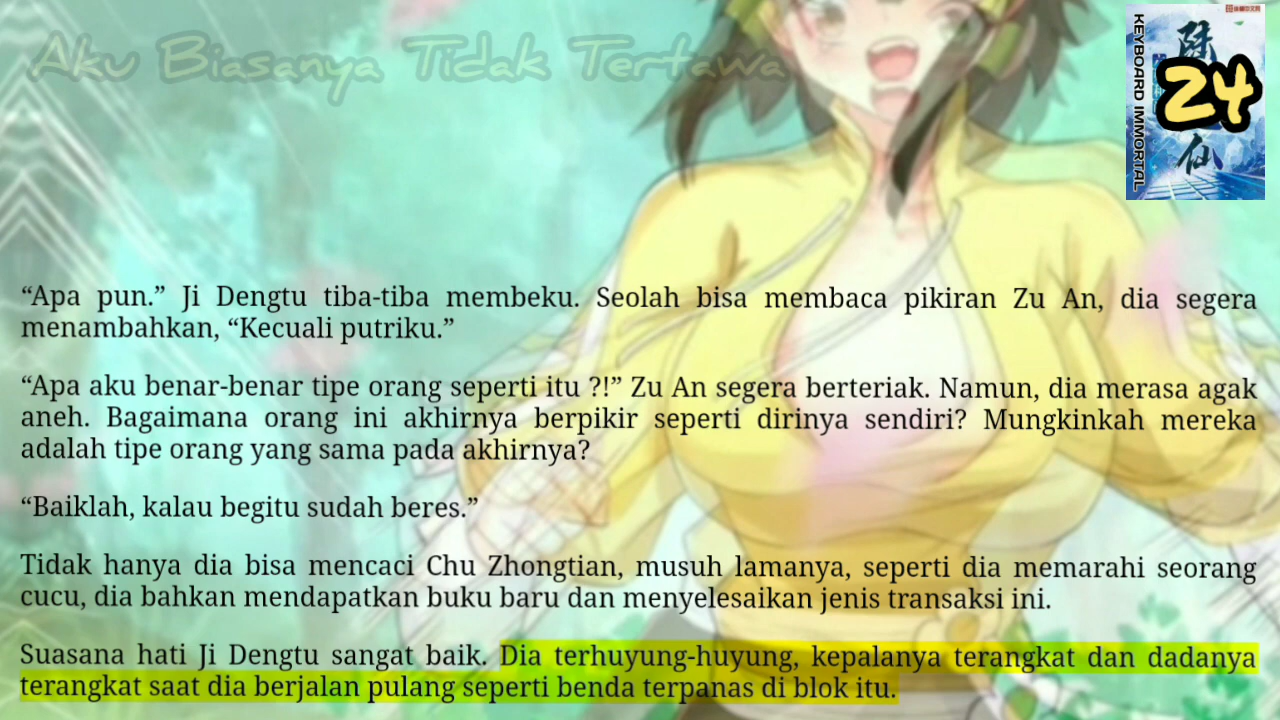 Aku Biasanya Tidak Tertawa
KEYBOARD IMMORTAL
24
仙
“Apa pun.” Ji Dengtu tiba-tiba membeku. Seolah bisa membaca pikiran Zu An, dia segera
menambahkan, “Kecuali putriku.”
“Apa aku benar-benar tipe orang seperti itu ?!” Zu An segera berteriak. Namun, dia merasa agak
aneh. Bagaimana orang ini akhirnya berpikir seperti dirinya sendiri? Mungkinkah mereka
adalah tipe orang yang sama pada akhirnya?
“Baiklah, kalau begitu sudah beres.”
Tidak hanya dia bisa mencaci Chu Zhongtian, musuh lamanya, seperti dia memarahi seorang
cucu, dia bahkan mendapatkan buku baru dan menyelesaikan jenis transaksi ini.
Suasana hati Ji Dengtu sangat baik. Dia terhuyung-huyung, kepalanya terangkat dan dadanya
terangkat saat dia berjalan pulang seperti benda terpanas di blok itu.